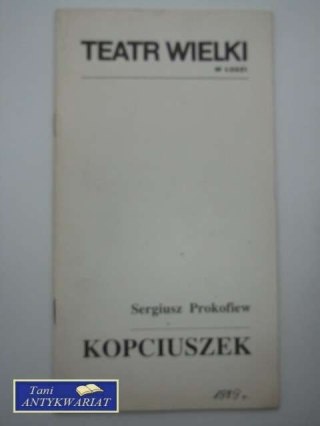 TEATR WIELKI
W ŁODZI
Sergiusz Prokofiew
KOPCIUSZEK
Tani
ANTYKWARIAT